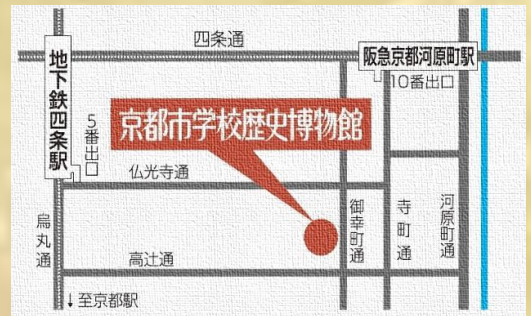 四条通
阪急京都河原町駅
10番出口
地下鉄四条駅
5番出口
京都市学校歴史博物館
仏光寺通
烏丸通
御幸町通
寺町通
河原町通
高辻通
↓至京都駅